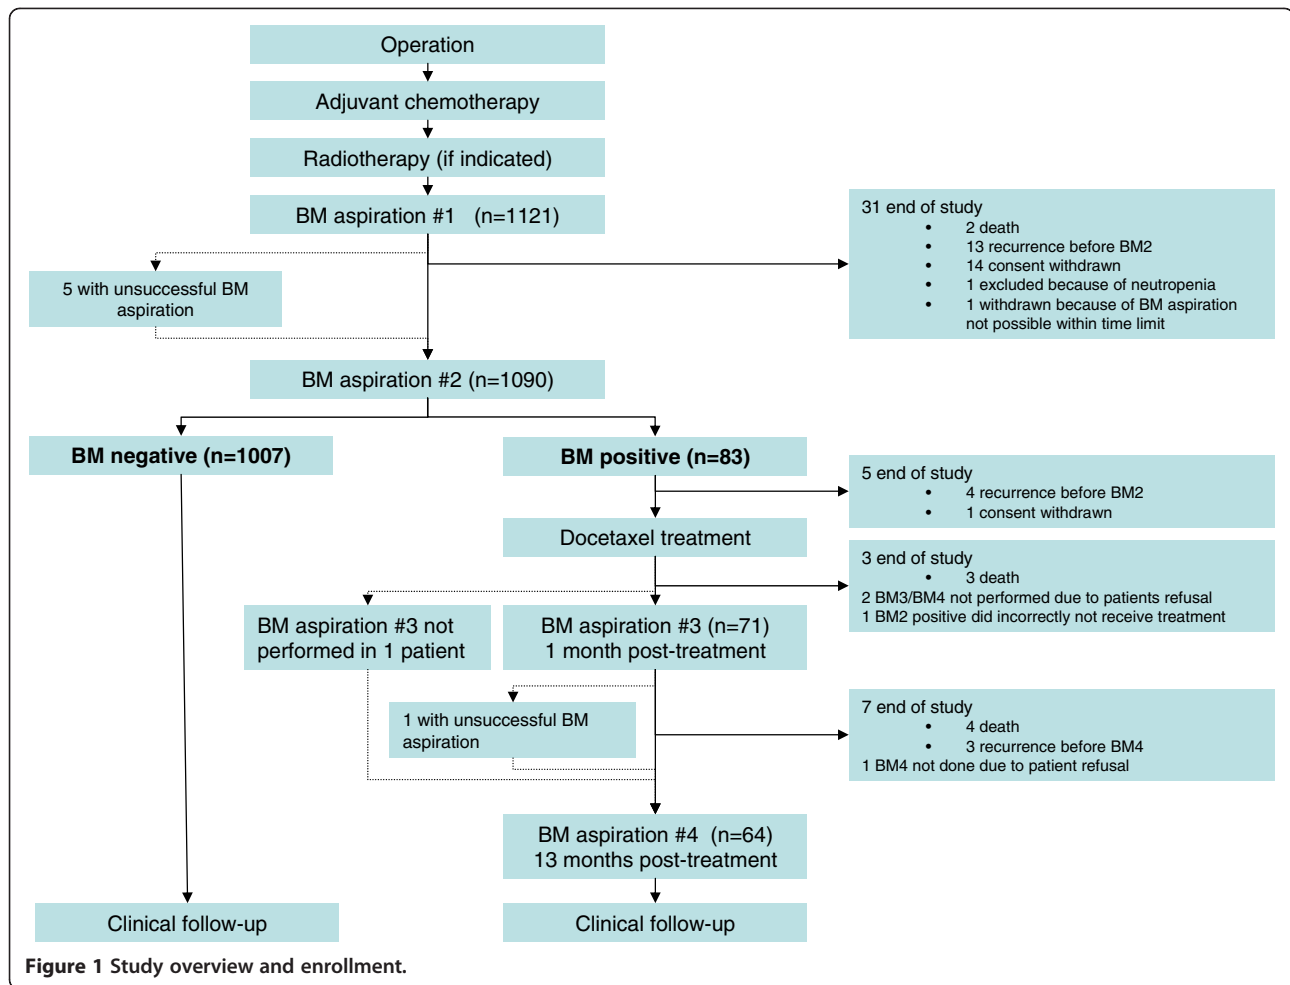 Operation
Adjuvant chemotherapy
Radiotherapy (if indicated)
BM aspiration #1 (n=1121)
31 end of study
• 2 death
• 13 recurrence before BM2
• 14 consent withdrawn
• 1 excluded because of neutropenia
• 1 withdrawn because of BM aspiration
not possible within time limit
5 with unsuccessful BM
aspiration
BM aspiration #2 (n=1090)
BM negative (n=1007)
BM positive (n=83)
5 end of study
• 4 recurrence before BM2
• 1 consent withdrawn
Docetaxel treatment
3 end of study
• 3 death
2 BM3/BM4 not performed due to patients refusal
1 BM2 positive did incorrectly not receive treatment
BM aspiration #3 not
performed in 1 patient
BM aspiration #3 (n=71)
1 month post-treatment
1 with unsuccessful BM
aspiration
7 end of study
• 4 death
• 3 recurrence before BM4
1 BM4 not done due to patient refusal
BM aspiration #4 (n=64)
13 months post-treatment
Clinical follow-up
Clinical follow-up
Figure 1 Study overview and enrollment.